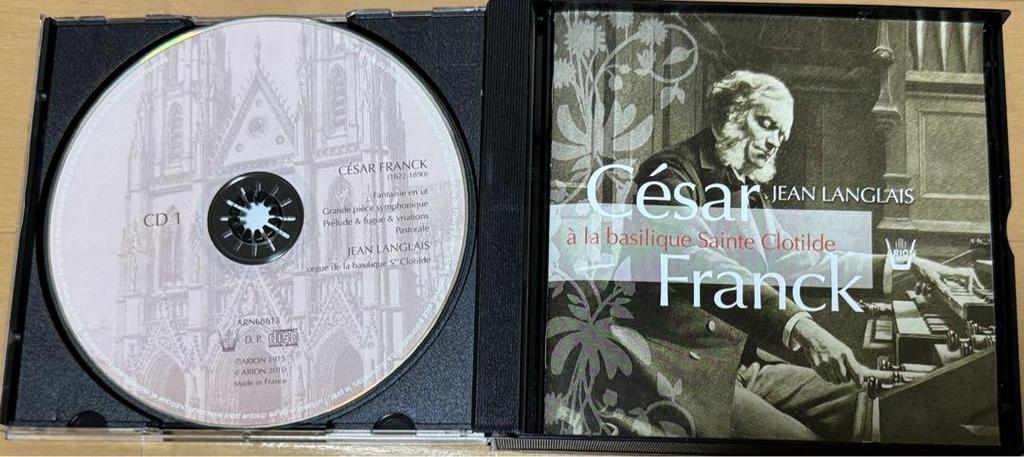 CD 1
CÉSAR FRANCK
(1822-1890)
Fantaisie en ut
Grande pièce symphonique
Prélude & fugue & vriations
Pastorale
JEAN LANGLAIS
orgue de la basilique Ste Clotilde
ARN68613
D. P.
disc
©ARION 1975
© ARION 2010
Made in France
César
JEAN LANGLAIS
à la basilique Sainte Clotilde
ARION
Franck